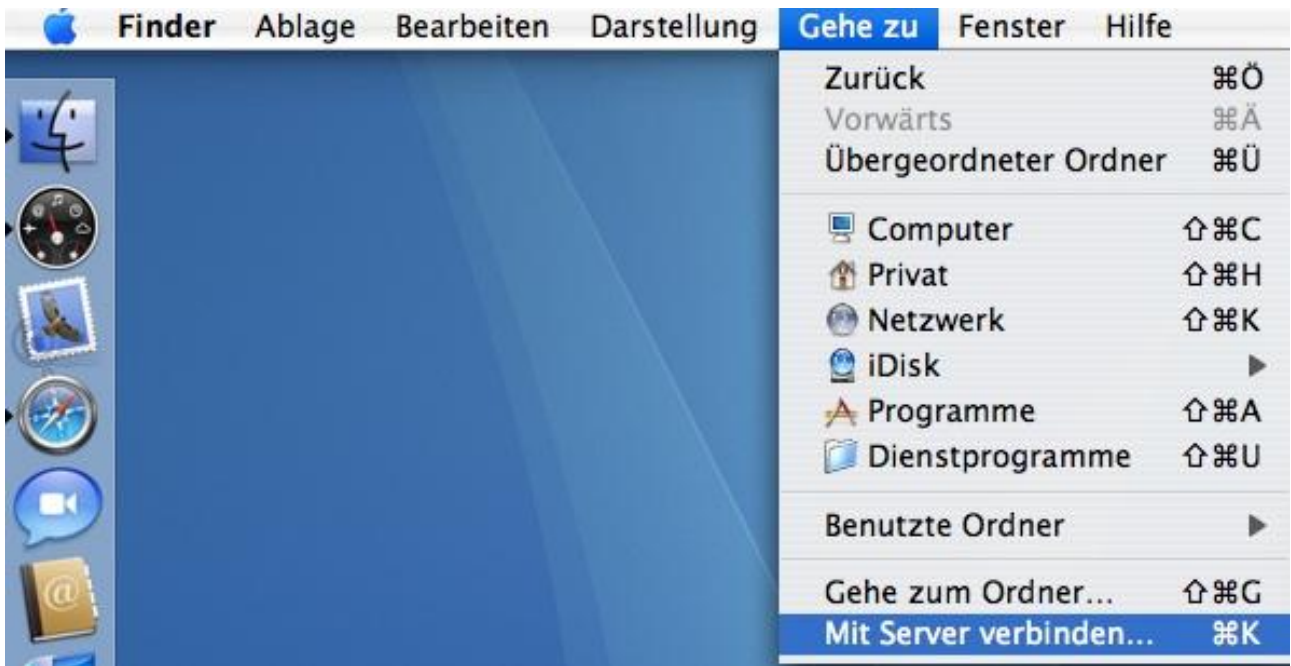 Finder Ablage Bearbeiten Darstellung Gehe zu Fenster Hilfe
Zurück ⌘Ö
Vorwärts ⌘Ä
Übergeordneter Ordner ⌘Ü
Computer ⇧⌘C
Privat ⇧⌘H
Netzwerk ⇧⌘K
iDisk
Programme ⇧⌘A
Dienstprogramme ⇧⌘U
Benutzte Ordner
Gehe zum Ordner... ⇧⌘G
Mit Server verbinden... ⌘K